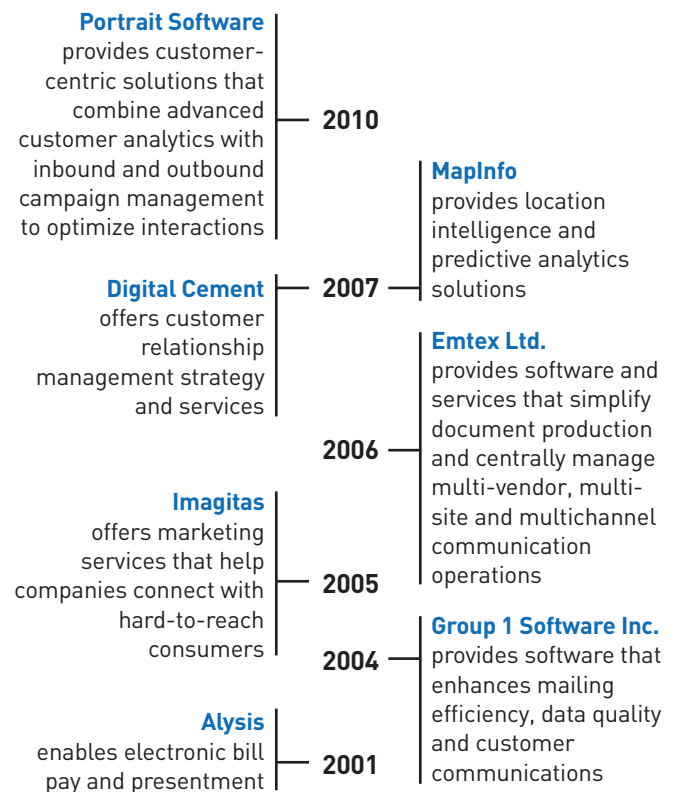 Portrait Software
provides customer-
centric solutions that
combine advanced
customer analytics with
inbound and outbound
campaign management
to optimize interactions
2010
MapInfo
provides location
intelligence and
predictive analytics
solutions
Digital Cement
offers customer
relationship
management strategy
and services
2007
Emtex Ltd.
provides software and
services that simplify
document production
and centrally manage
multi-vendor, multi-
site and multichannel
communication
operations
2006
Imagitas
offers marketing
services that help
companies connect with
hard-to-reach
consumers
2005
Group 1 Software Inc.
provides software that
enhances mailing
efficiency, data quality
and customer
communications
2004
Alysis
enables electronic bill
pay and presentment
2001